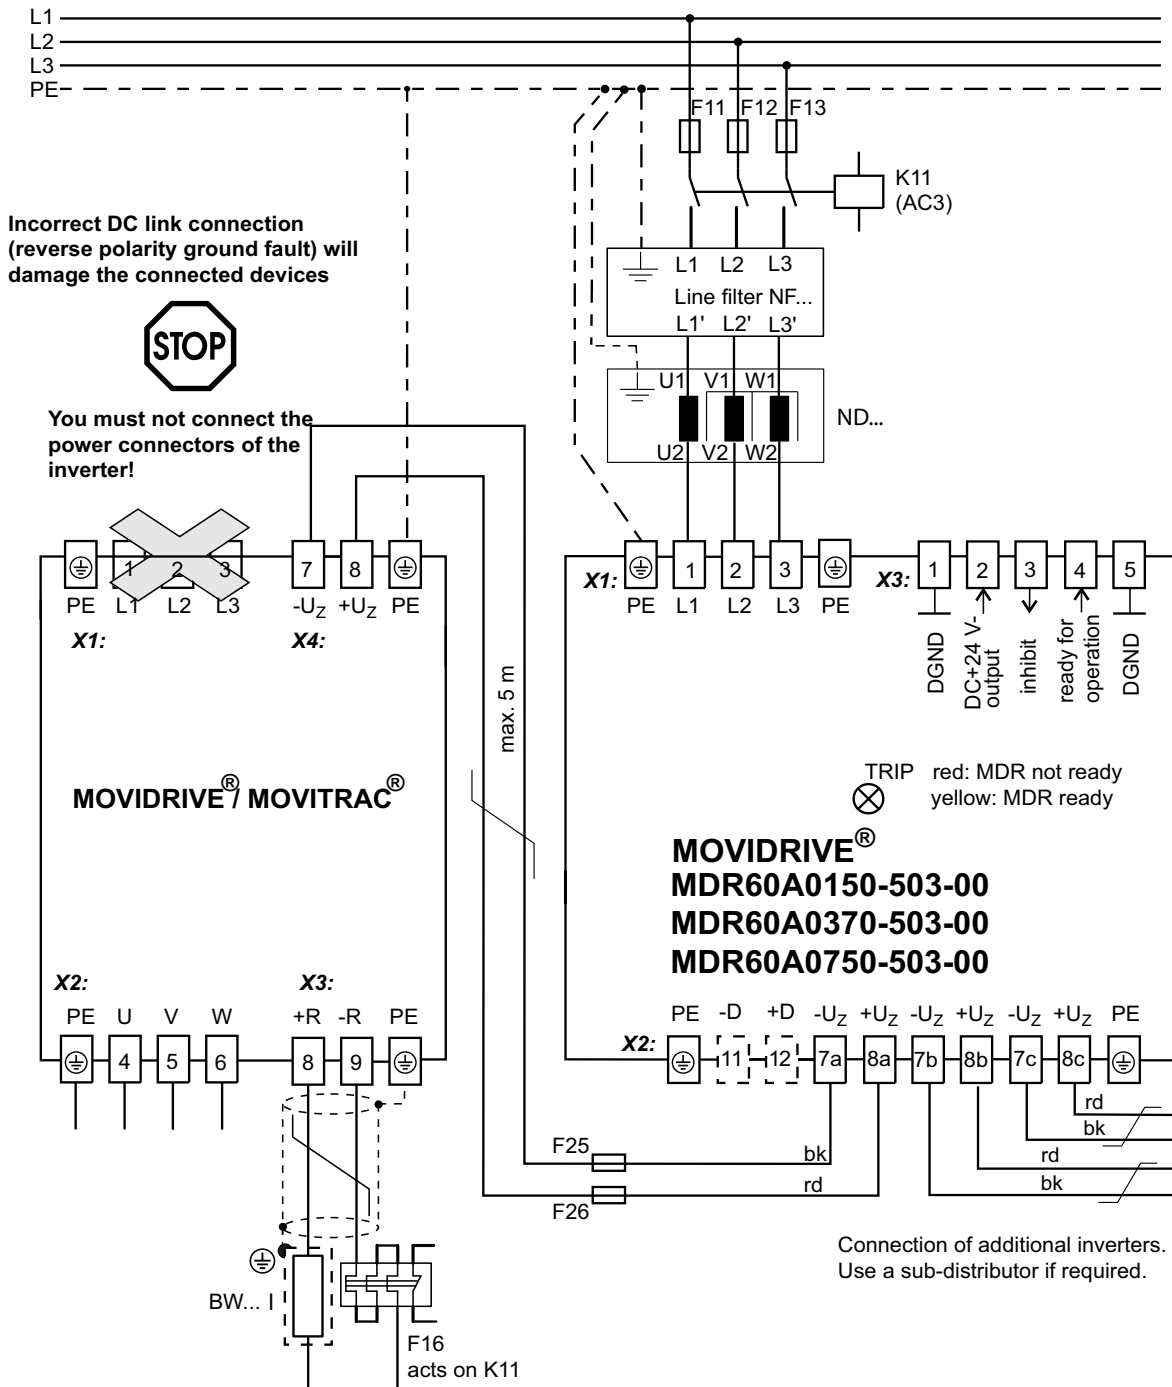 L1
L2
L3
PE
F11 F12 F13
K11
(AC3)
Incorrect DC link connection
(reverse polarity ground fault) will
damage the connected devices
STOP
You must not connect the
power connectors of the
inverter!
L1 L2 L3
Line filter NF...
L1' L2' L3'
U1 V1 W1
ND...
U2 V2 W2
1 2 3 7 8
PE L1 L2 L3 -UZ +UZ PE
X1: X4:
X1: 1 2 3
PE L1 L2 L3 PE
X3: 1 2 3 4 5
DGND
DC+24 V-
output
inhibit
ready for
operation
DGND
max. 5 m
TRIP red: MDR not ready
yellow: MDR ready
MOVIDRIVE® / MOVITRAC®
MOVIDRIVE®
MDR60A0150-503-00
MDR60A0370-503-00
MDR60A0750-503-00
X2: X3:
PE U V W +R -R PE
4 5 6 8 9
PE -D +D -UZ +UZ -UZ +UZ -UZ +UZ PE
X2: 11 12 7a 8a 7b 8b 7c 8c
rd
bk
rd
bk
F25 bk
rd
F26
Connection of additional inverters.
Use a sub-distributor if required.
BW...
F16
acts on K11